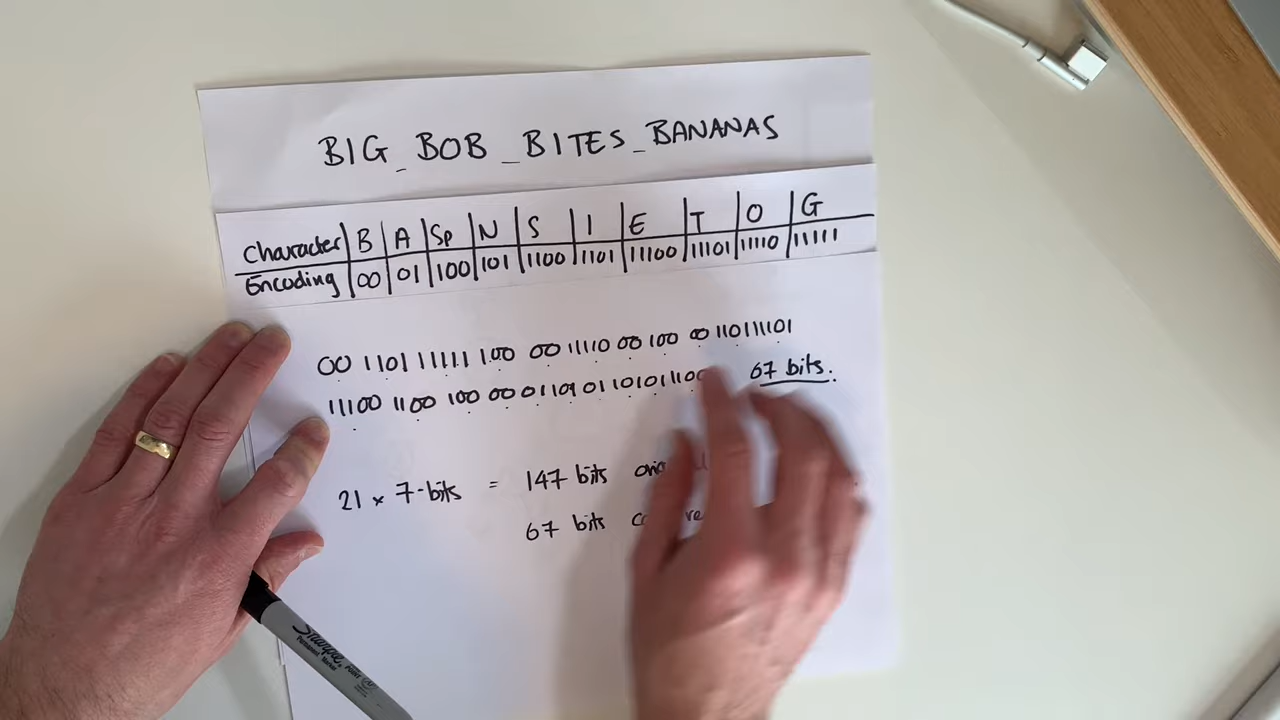 BIG_BOB_BITES_BANANAS
Character B A Sp N S I E T O G
Encoding 00 01 100 101 1100 1101 11100 11101 11110 11111
00 1101 11111 100 00 11110 00 100 00 1101 11101
67 bits.
11100 1100 100 00 01 101 01 101 01 1100
21 x 7-bits = 147 bits
67 bits
Sharpie